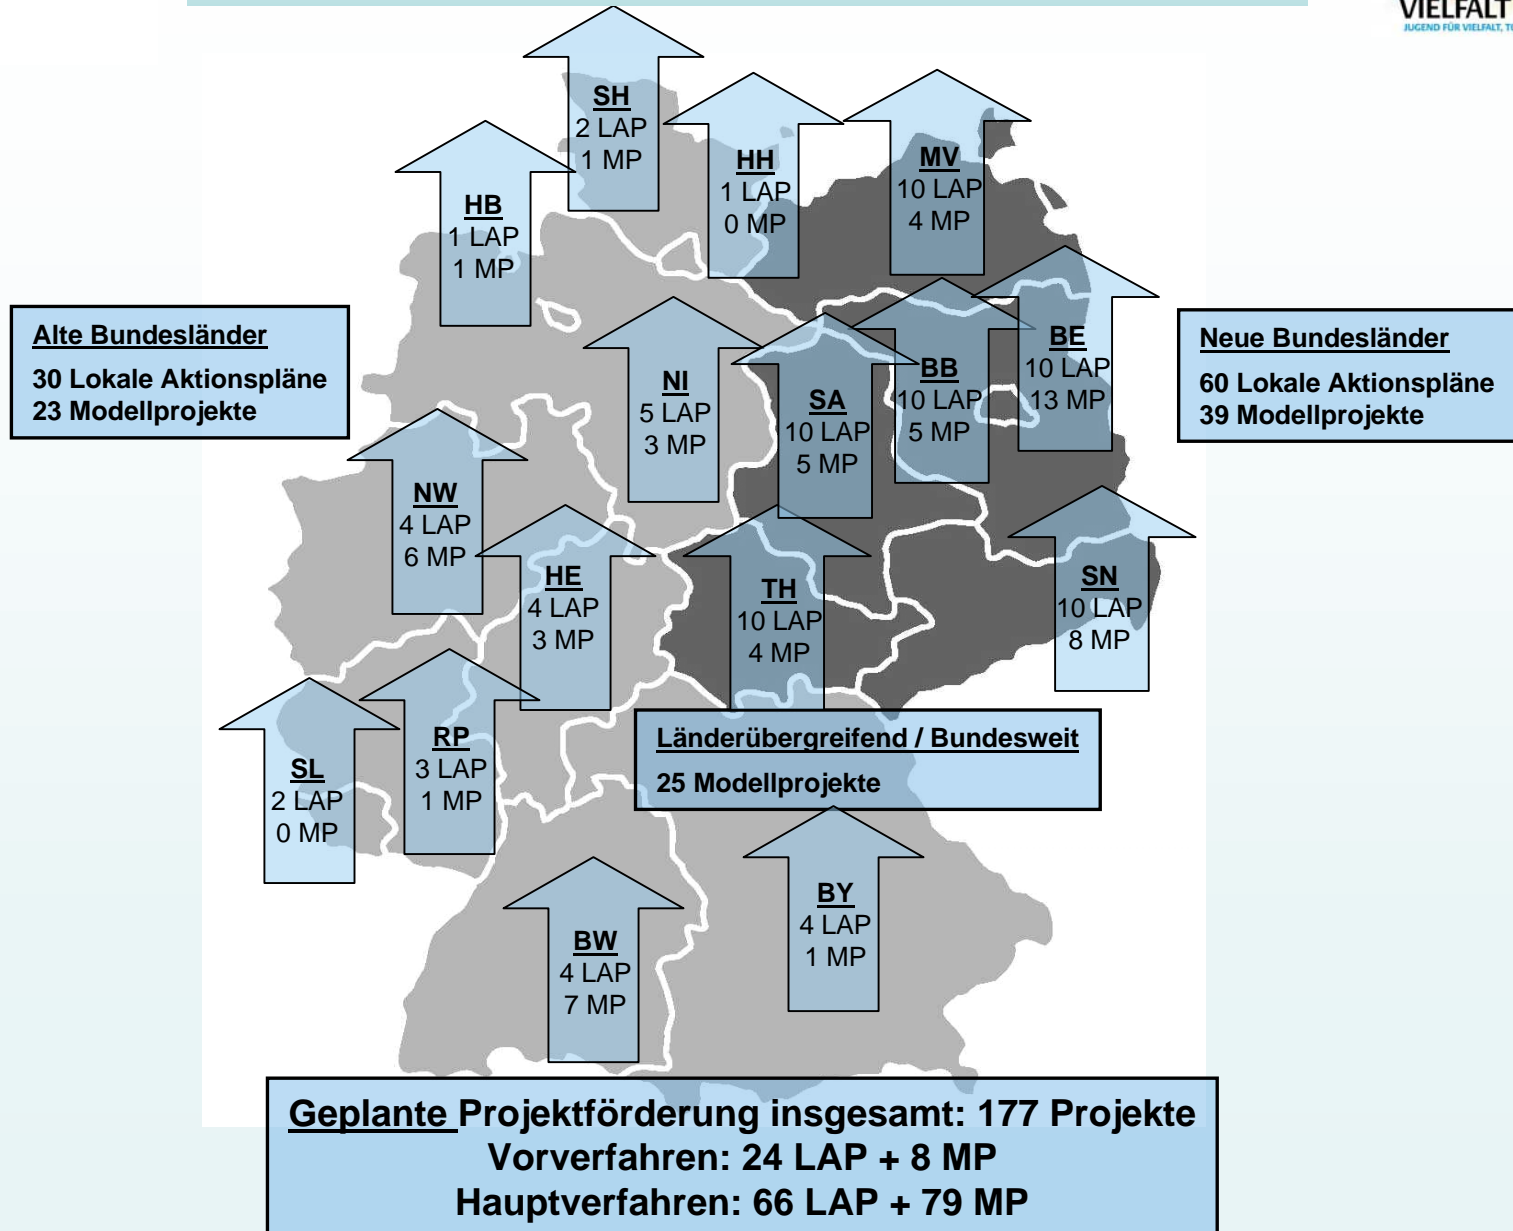 VIELFALT
JUGEND FÜR VIELFALT,
SH
2 LAP
1 MP
HH
1 LAP
0 MP
MV
10 LAP
4 MP
HB
1 LAP
1 MP
Alte Bundesländer
30 Lokale Aktionspläne
23 Modellprojekte
NI
5 LAP
3 MP
SA
10 LAP
5 MP
BB
10 LAP
5 MP
BE
10 LAP
13 MP
Neue Bundesländer
60 Lokale Aktionspläne
39 Modellprojekte
NW
4 LAP
6 MP
HE
4 LAP
3 MP
TH
10 LAP
4 MP
SN
10 LAP
8 MP
SL
2 LAP
0 MP
RP
3 LAP
1 MP
Länderübergreifend / Bundesweit
25 Modellprojekte
BW
4 LAP
7 MP
BY
4 LAP
1 MP
Geplante Projektförderung insgesamt: 177 Projekte
Vorverfahren: 24 LAP + 8 MP
Hauptverfahren: 66 LAP + 79 MP